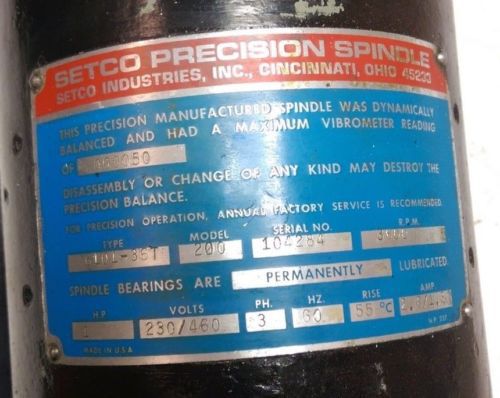 SETCO PRECISION SPINDLE
SETCO INDUSTRIES, INC., CINCINNATI, OHIO 45230
THIS PRECISION MANUFACTURED SPINDLE WAS DYNAMICALLY
BALANCED AND HAD A MAXIMUM VIBROMETER READING
OF
DISASSEMBLY OR CHANGE OF ANY KIND MAY DESTROY THE
PRECISION BALANCE.
FOR PRECISION OPERATION, ANNUAL FACTORY SERVICE IS RECOMMENDED.
TYPE MODEL SERIAL NO. R.P.M.
200 104284
SPINDLE BEARINGS ARE PERMANENTLY LUBRICATED.
H.P. VOLTS PH. HZ. RISE AMP
1 230/460 3 60 55 °C
MADE IN U.S.A.